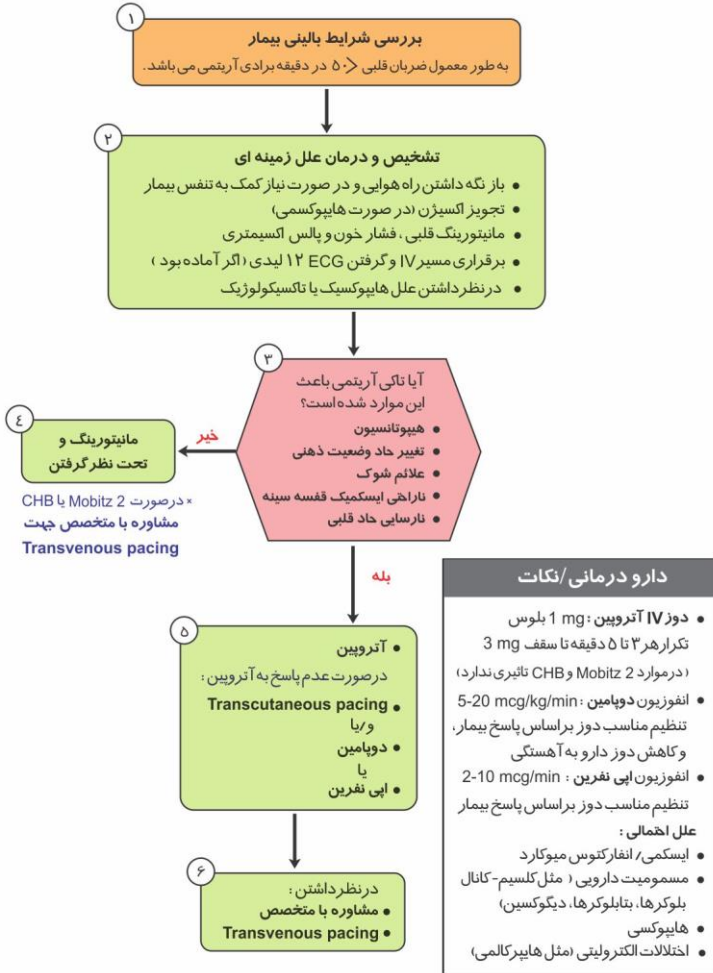 ۱
بررسی شرایط بالینی بیمار
به طور معمول ضربان قلبی <۵۰ در دقیقه برادی آریتمی می باشد.
۲
تشخیص و درمان علل زمینه ای
● باز نگه داشتن راه هوایی و در صورت نیاز کمک به تنفس بیمار
● تجویز اکسیژن (در صورت هایپوکسمی)
● مانیتورینگ قلبی ، فشار خون و پالس اکسیمتری
● برقراری مسیر IV و گرفتن ECG ۱۲ لیدی (اگر آماده بود )
● درنظر داشتن علل هایپوکسیک یا تاکسیکولوژیک
۳
آیا تاکی آریتمی باعث
این موارد شده است؟
● هیپوتانسیون
● تغییر حاد وضعیت ذهنی
● علائم شوک
● ناراحتی ایسکمیک قفسه سینه
● نارسایی حاد قلبی
خیر
٤
مانیتورینگ و
تحت نظر گرفتن
× درصورت Mobitz 2 یا CHB
مشاوره با متخصص جهت
Transvenous pacing
بله
۵
● آتروپین
درصورت عدم پاسخ به آتروپین :
● Transcutaneous pacing
و/یا
● دوپامین
یا
● اپی نفرین
۶
درنظر داشتن :
● مشاوره با متخصص
● Transvenous pacing
دارو درمانی/نکات
● دوز IV آتروپین : 1 mg بلوس
تکرار هر ۳ تا ۵ دقیقه تا سقف 3 mg
(درموارد Mobitz 2 و CHB تاثیری ندارد)
● انفوزیون دوپامین : 5-20 mcg/kg/min
تنظیم مناسب دوز براساس پاسخ بیمار،
و کاهش دوز دارو به آهستگی
● انفوزیون اپی نفرین : 2-10 mcg/min
تنظیم مناسب دوز براساس پاسخ بیمار
علل احتمالی :
● ایسکمی/ انفارکتوس میوکارد
● مسمومیت دارویی ( مثل کلسیم-کانال
بلوکرها، بتابلوکرها، دیگوکسین)
● هایپوکسی
● اختلالات الکترولیتی (مثل هایپرکالمی)